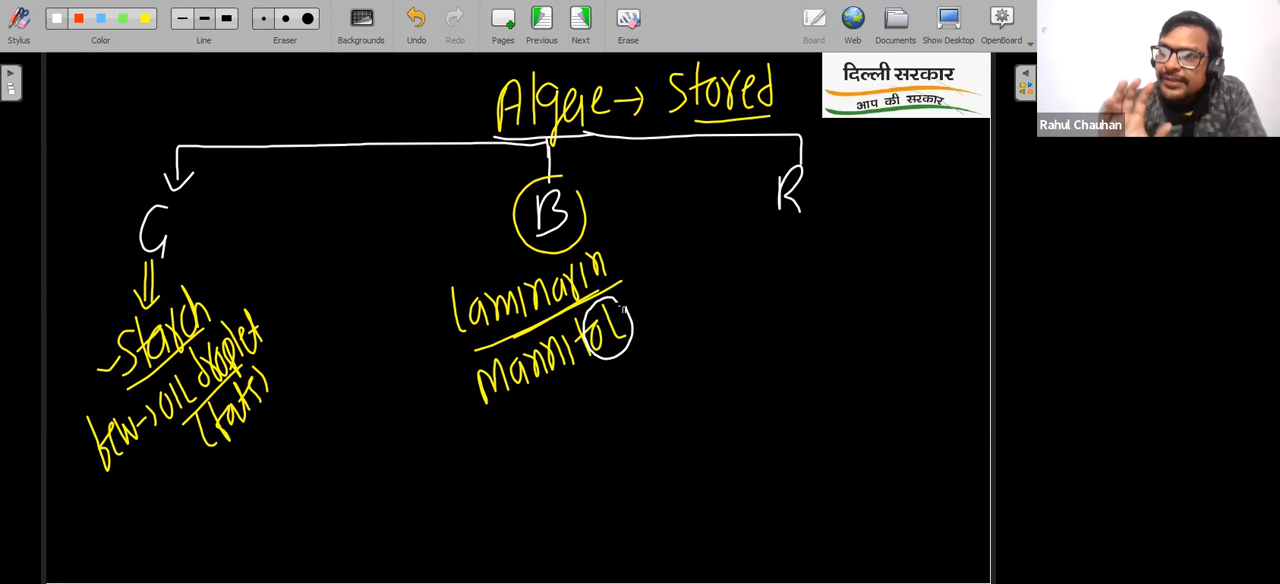 Stylus
Color
Line
Eraser
Backgrounds
Undo
Redo
Pages
Previous
Next
Erase
Board
Web
Documents
Show Desktop
OpenBoard
Rahul Chauhan
दिल्ली सरकार
आप की सरकार
Algae → Stored
G
B
R
Starch
few → oil droplet
(fats)
Laminarin
Mannitol